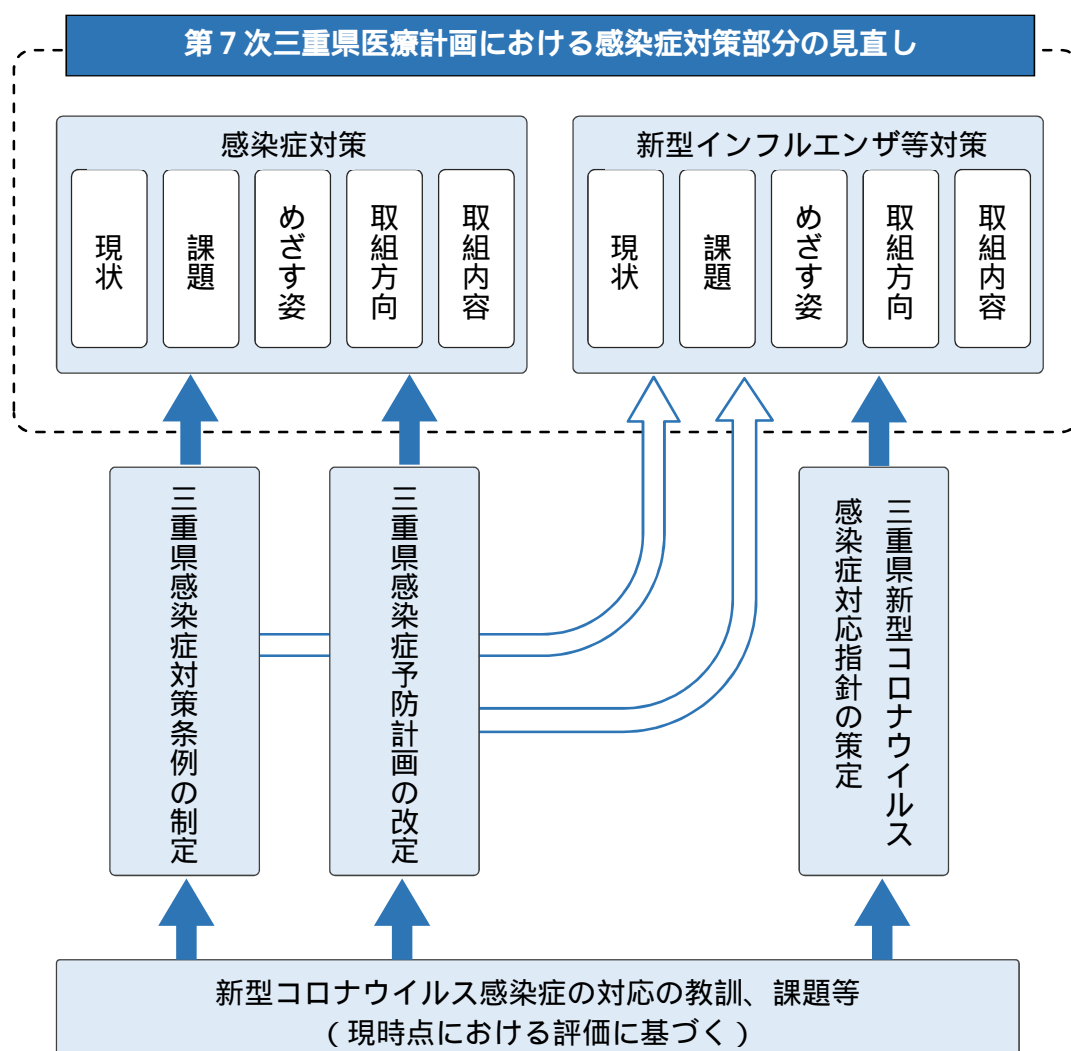 第７次三重県医療計画における感染症対策部分の見直し
感染症対策
現状
課題
めざす姿
取組方向
取組内容
新型インフルエンザ等対策
現状
課題
めざす姿
取組方向
取組内容
三重県感染症対策条例の制定
三重県感染症予防計画の改定
三重県新型コロナウイルス
感染症対応指針の策定
新型コロナウイルス感染症の対応の教訓、課題等
（現時点における評価に基づく）